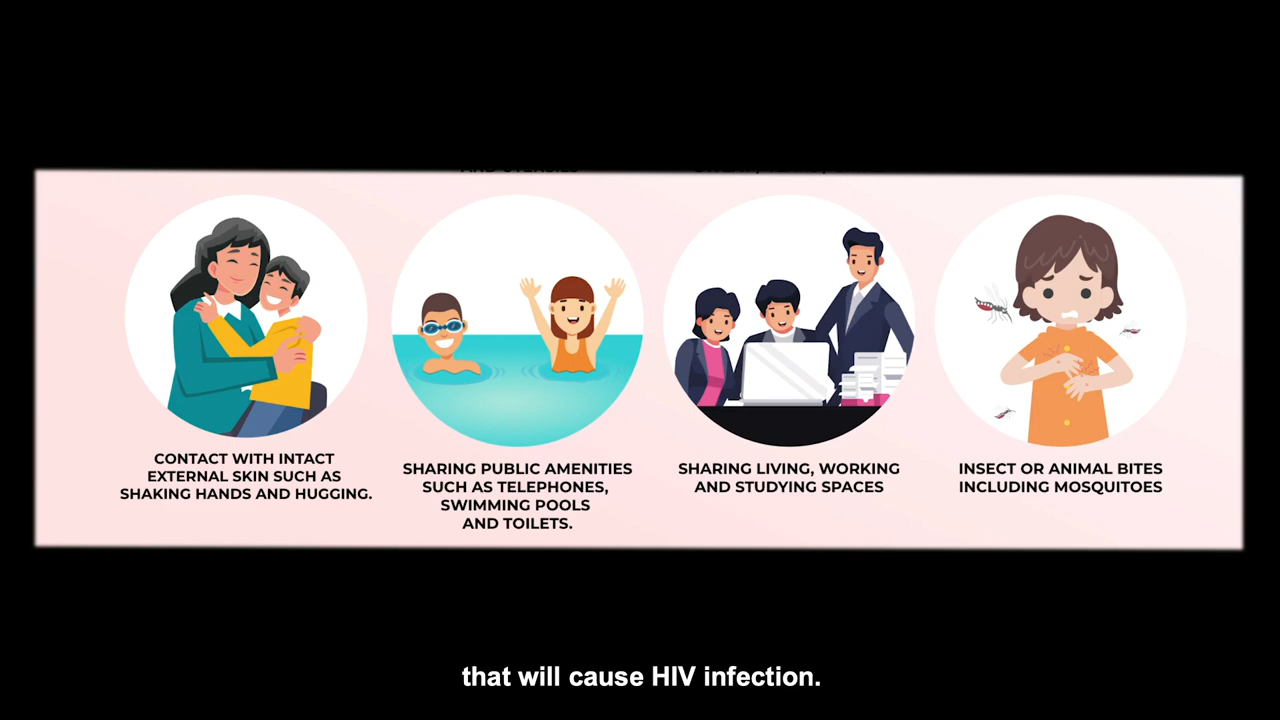 CONTACT WITH INTACT
EXTERNAL SKIN SUCH AS
SHAKING HANDS AND HUGGING.
SHARING PUBLIC AMENITIES
SUCH AS TELEPHONES,
SWIMMING POOLS
AND TOILETS.
SHARING LIVING, WORKING
AND STUDYING SPACES
INSECT OR ANIMAL BITES
INCLUDING MOSQUITOES
that will cause HIV infection.